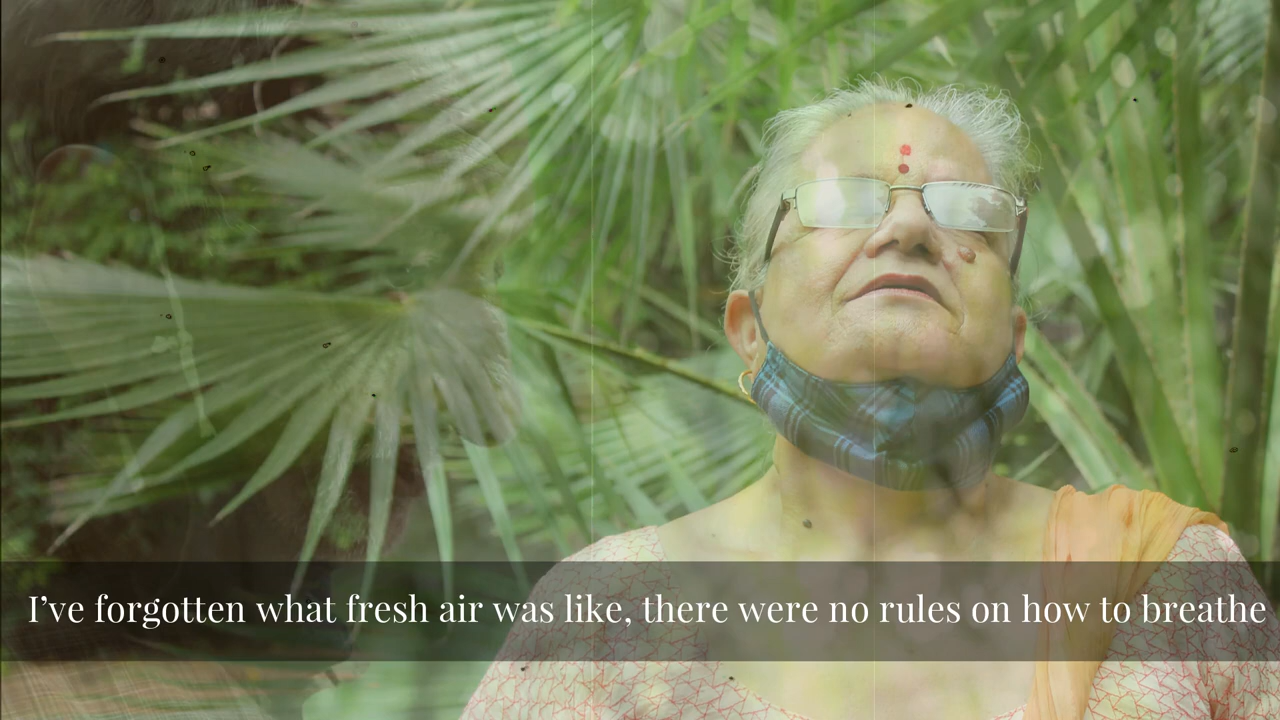 I’ve forgotten what fresh air was like, there were no rules on how to breathe